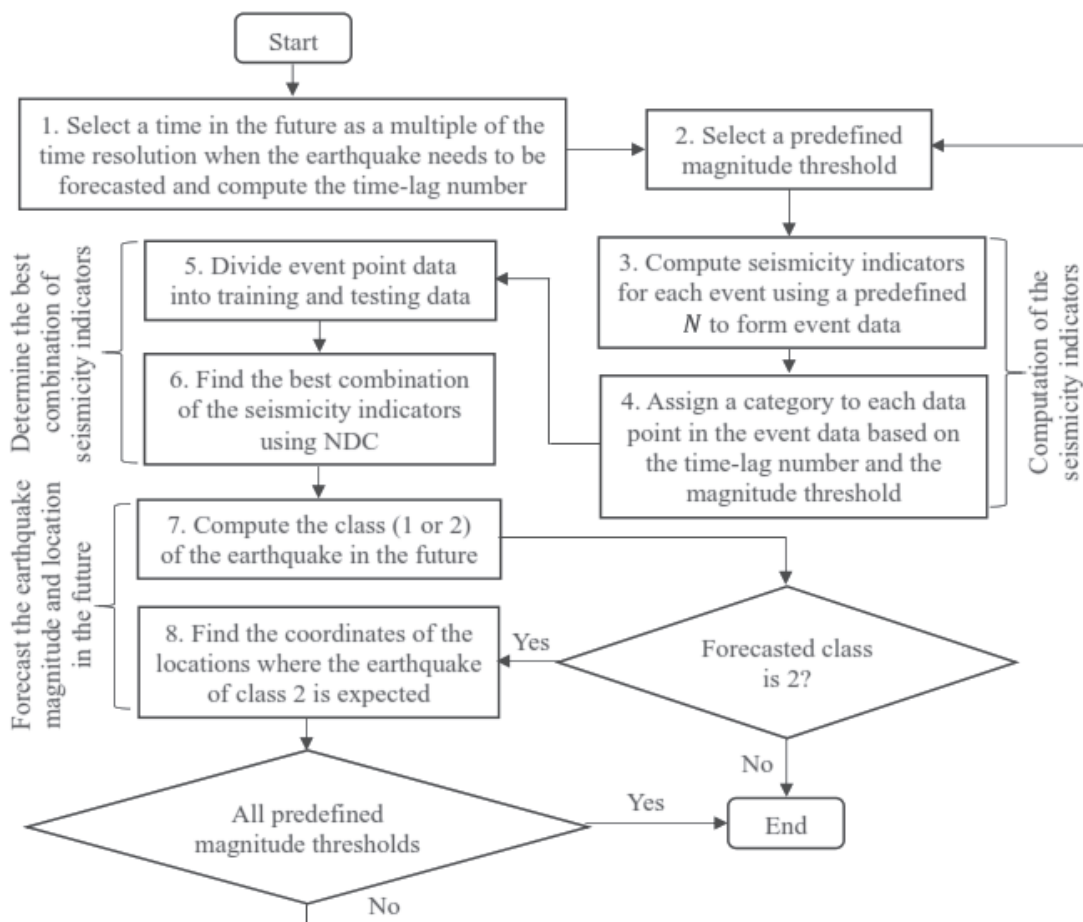 Start
1. Select a time in the future as a multiple of the
time resolution when the earthquake needs to be
forecasted and compute the time-lag number
2. Select a predefined
magnitude threshold
3. Compute seismicity indicators
for each event using a predefined
N to form event data
4. Assign a category to each data
point in the event data based on
the time-lag number and the
magnitude threshold
Computation of the
seismicity indicators
5. Divide event point data
into training and testing data
6. Find the best combination
of the seismicity indicators
using NDC
Determine the best
combination of
seismicity indicators
7. Compute the class (1 or 2)
of the earthquake in the future
Forecasted class
is 2?
Yes
8. Find the coordinates of the
locations where the earthquake
of class 2 is expected
Forecast the earthquake
magnitude and location
in the future
No
All predefined
magnitude thresholds
Yes
End
No